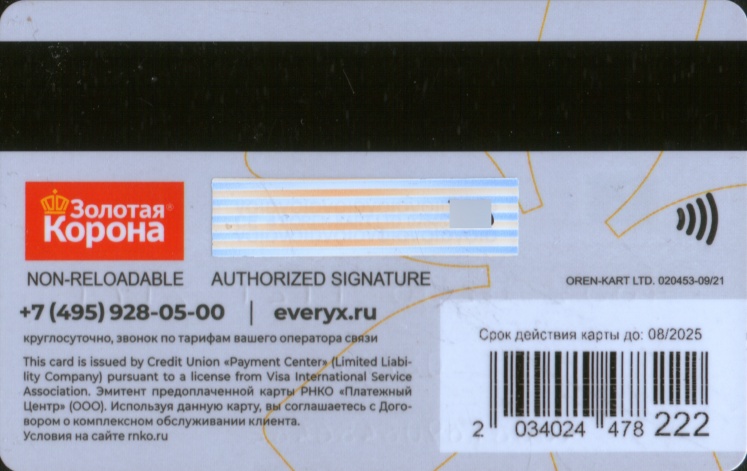 Золотая®
Корона
NON-RELOADABLE AUTHORIZED SIGNATURE
OREN-KART LTD. 020453-09/21
+7 (495) 928-05-00 | everyx.ru
круглосуточно, звонок по тарифам вашего оператора связи
Срок действия карты до: 08/2025
This card is issued by Credit Union «Payment Center» (Limited Liabi-
lity Company) pursuant to a license from Visa International Service
Association. Эмитент предоплаченной карты РНКО «Платежный
Центр» (ООО). Используя данную карту, вы соглашаетесь с Дого-
вором о комплексном обслуживании клиента.
Условия на сайте rnko.ru
2 034024 478 222